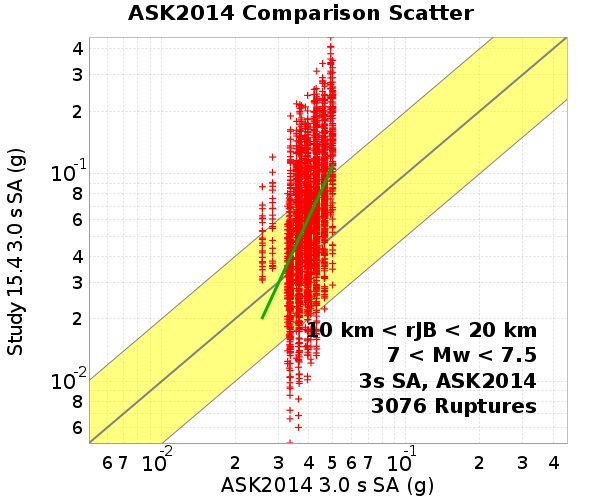 ASK2014 Comparison Scatter
4
3
2
10-1
8
6
4
3
2
10-2
8
6
Study 15.4 3.0 s SA (g)
10 km < rJB < 20 km
7 < Mw < 7.5
3s SA, ASK2014
3076 Ruptures
6 7 10-2 2 3 4 5 6 7 10-1 2 3 4
ASK2014 3.0 s SA (g)